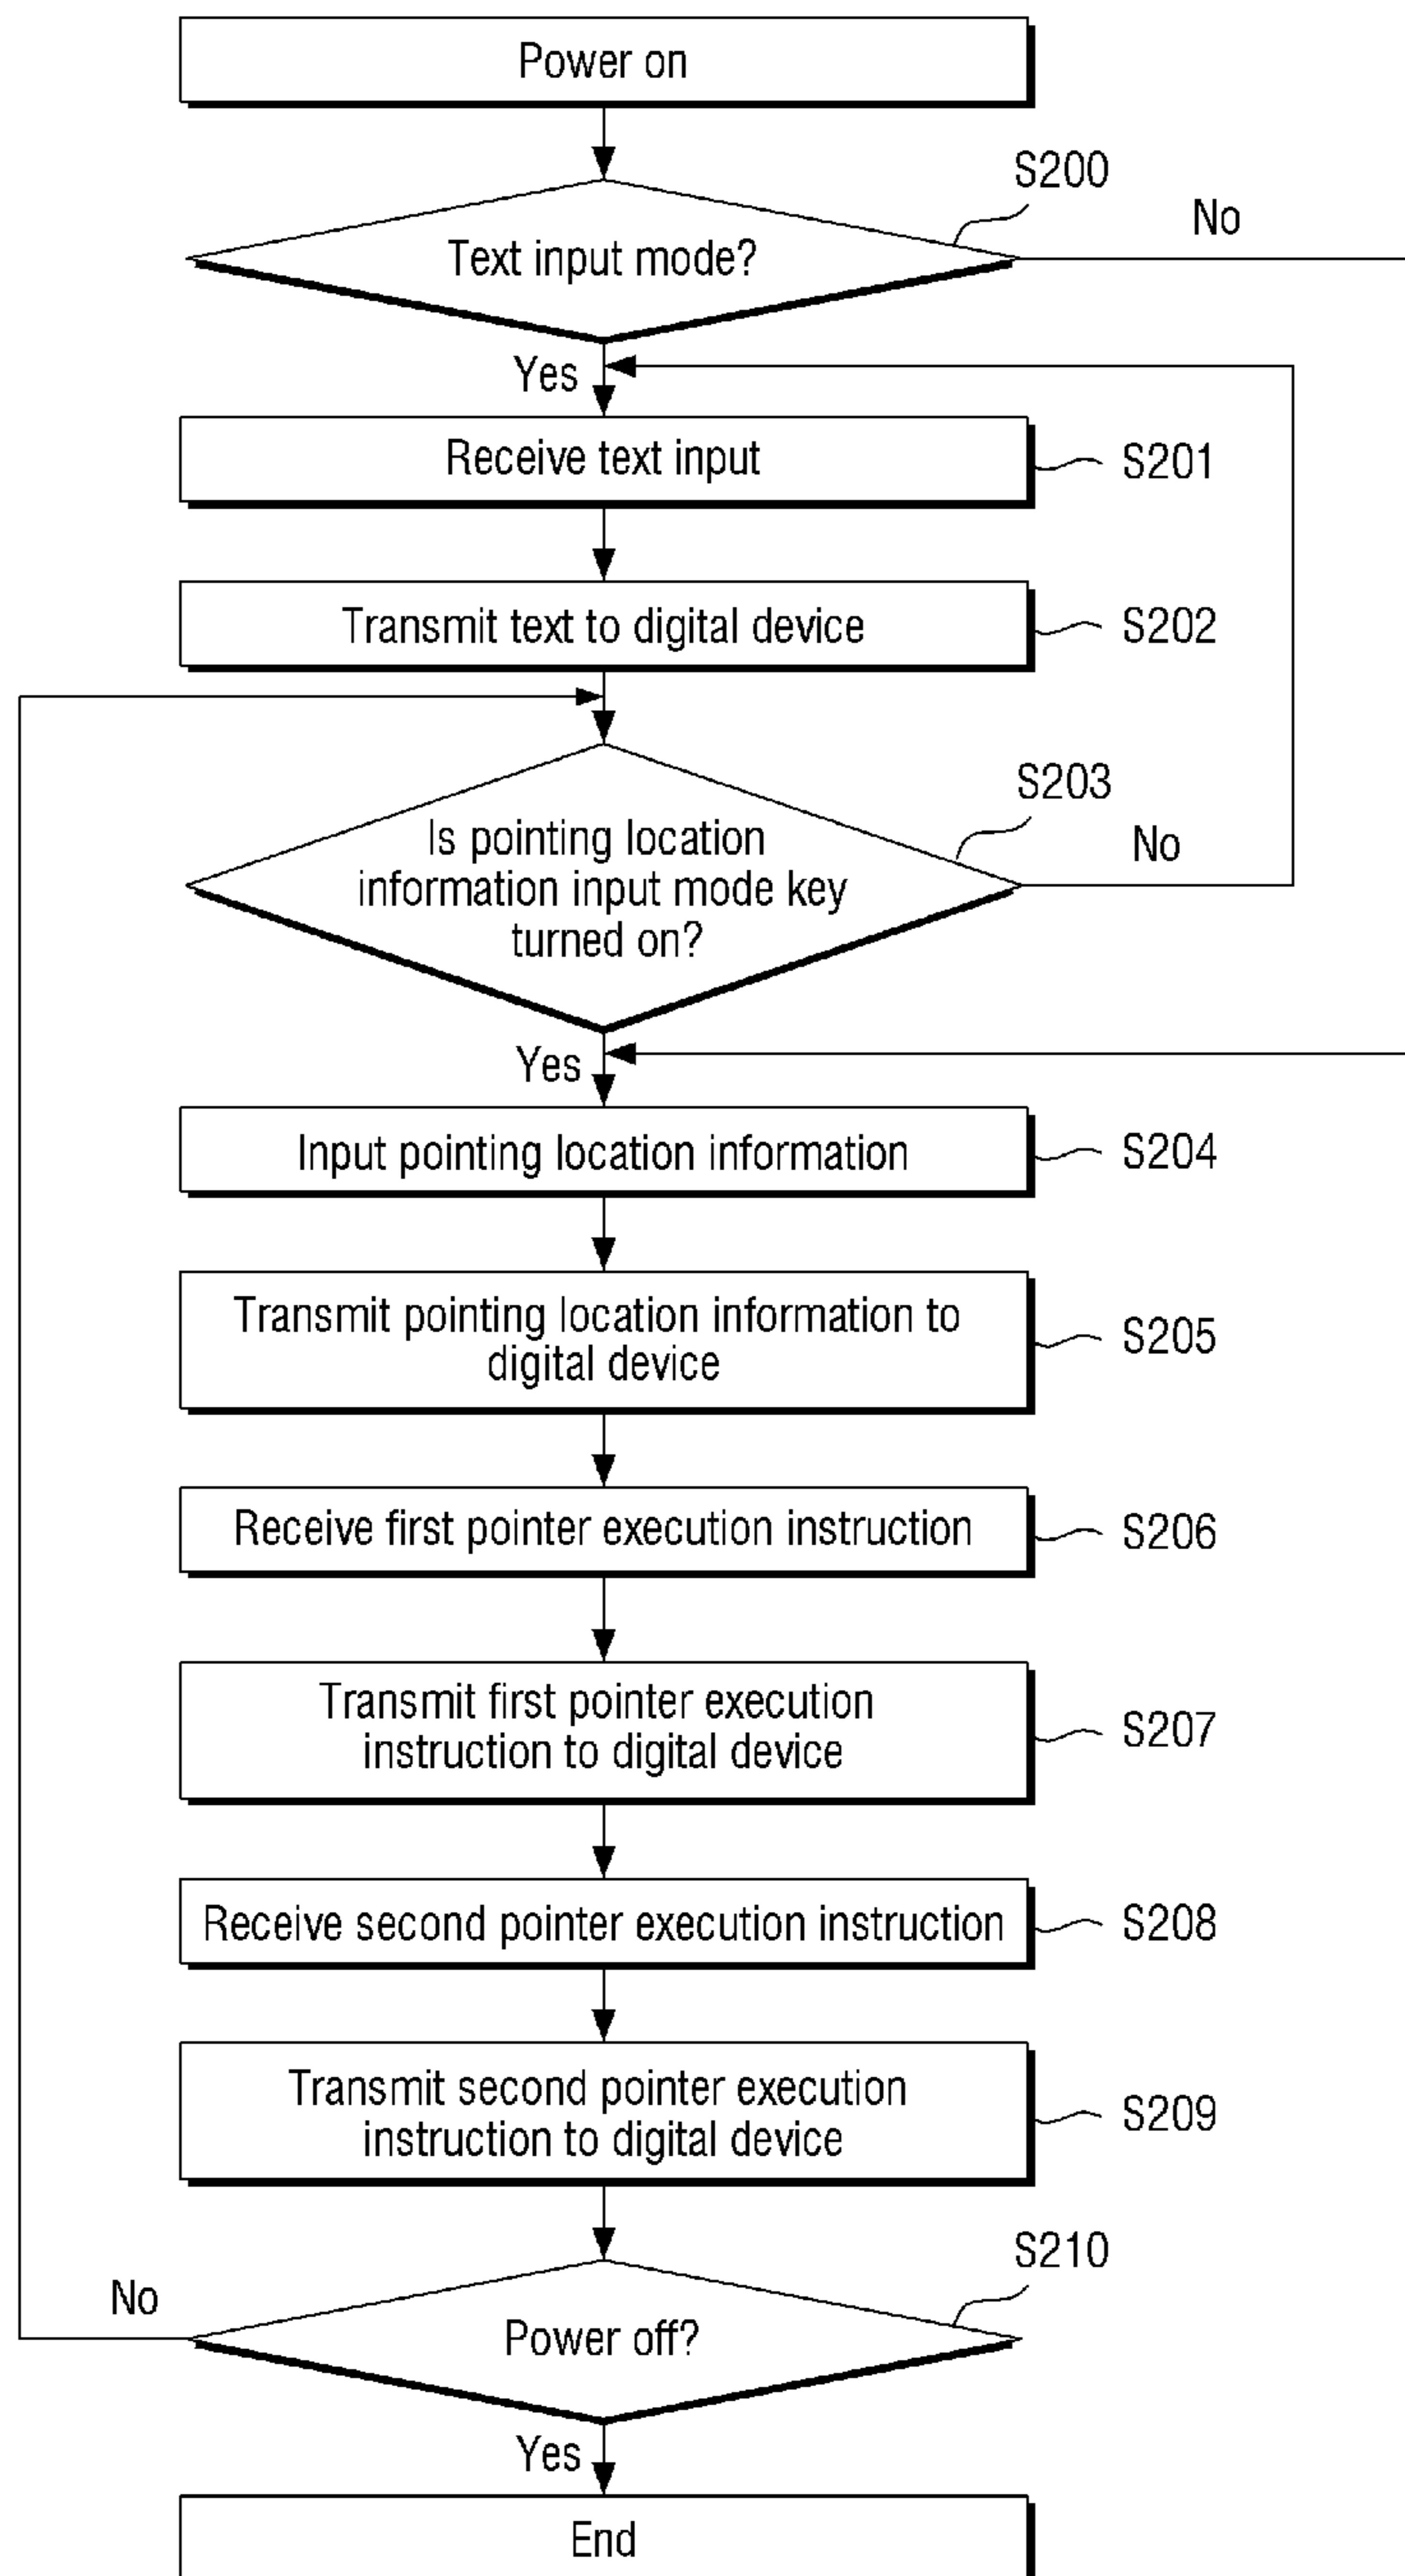 Power on
S200
No
Text input mode?
Yes
Receive text input
S201
Transmit text to digital device
S202
S203
Is pointing location
information input mode key
turned on?
No
Yes
Input pointing location information
S204
Transmit pointing location information to
digital device
S205
Receive first pointer execution instruction
S206
Transmit first pointer execution
instruction to digital device
S207
Receive second pointer execution instruction
S208
Transmit second pointer execution
instruction to digital device
S209
S210
No
Power off?
Yes
End